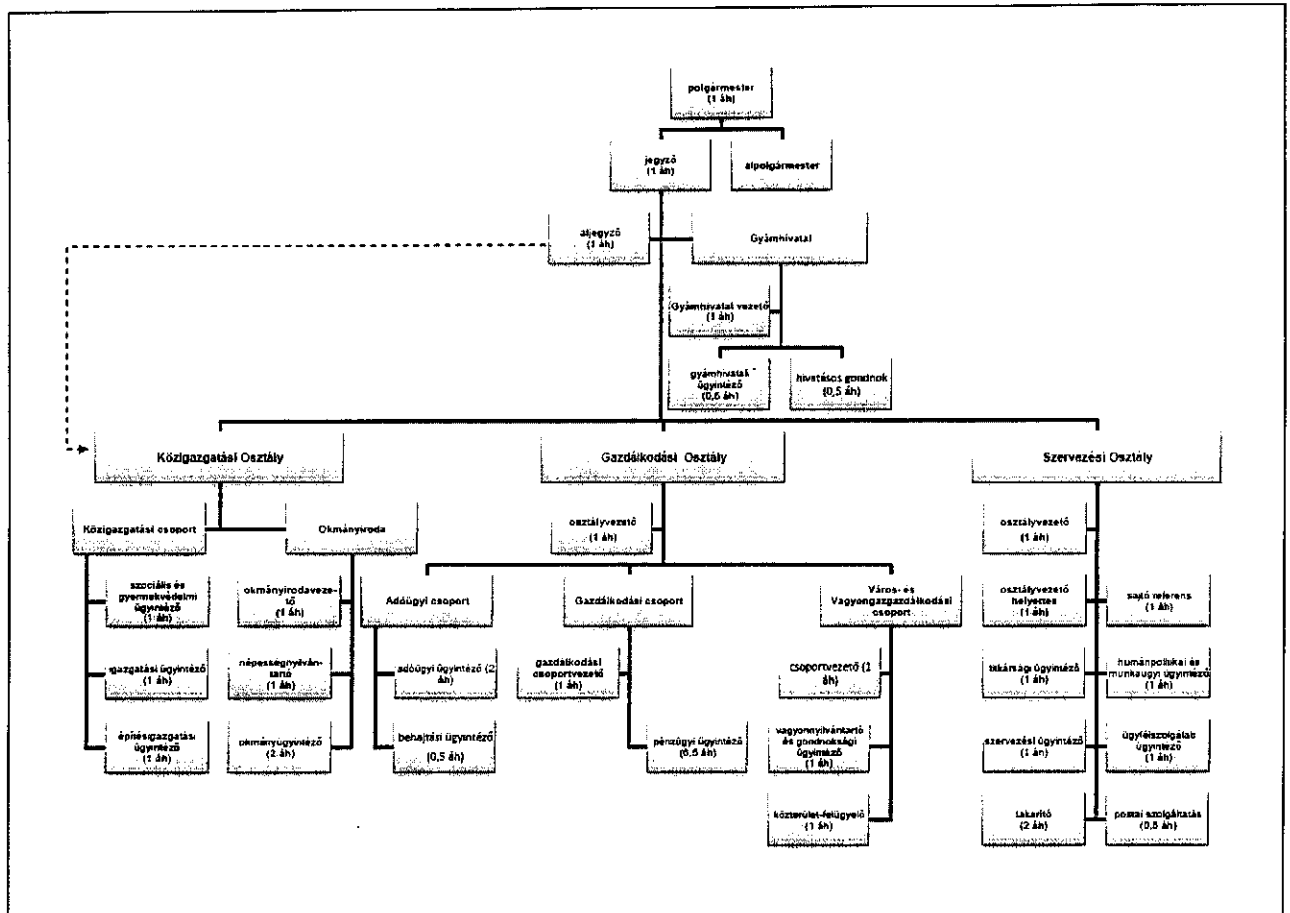 polgármester
(1 áh)
jegyző
(1 áh)
alpolgármester
aljegyző
(1 áh)
Gyámhivatal
Gyámhivatal vezető
(1 áh)
gyámhivatali
ügyintéző
(0,5 áh)
hivatásos gondnok
(0,5 áh)
Közigazgatási Osztály
Gazdálkodási Osztály
Szervezési Osztály
Közigazgatási csoport
Okmányiroda
osztályvezető
(1 áh)
osztályvezető
(1 áh)
szociális és
gyermekvédelmi
ügyintéző
(1 áh)
okmányirodaveze-
tő
(1 áh)
Adóügyi csoport
Gazdálkodási csoport
Város- és
Vagyongazgazdálkodási
csoport
osztályvezető
helyettes
(1 áh)
sajtó referens
(1 áh)
igazgatási ügyintéző
(1 áh)
népességnyilván-
tartó
(1 áh)
adóügyi ügyintéző (2
áh)
gazdálkodási
csoportvezető
(1 áh)
csoportvezető (1
áh)
titkársági ügyintéző
(1 áh)
humánpolitikai és
munkaügyi ügyintéző
(1 áh)
építésigazgatási
ügyintéző
(1 áh)
okmányügyintéző
(2 áh)
behajtási ügyintéző
(0,5 áh)
pénzügyi ügyintéző
(6,5 áh)
vagyonnyilvántartó
és gondnoksági
ügyintéző
(1 áh)
szervezési ügyintéző
(1 áh)
ügyfélszolgálati
ügyintéző
(1 áh)
közterület-felügyelő
(1 áh)
takarító
(2 áh)
postai szolgáltatás
(0,5 áh)